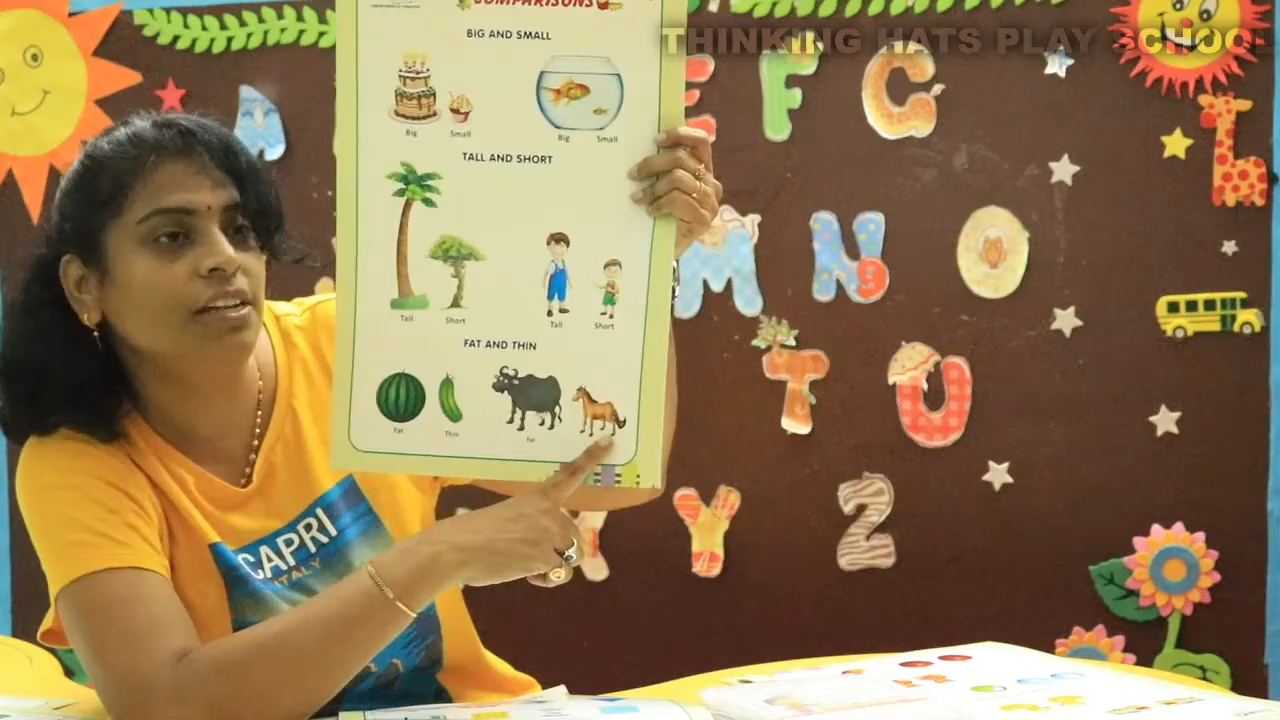 COMPARISONS
THINKING HATS PLAY SCHOOL
BIG AND SMALL
Big Small Big Small
TALL AND SHORT
Tall Short Tall Short
FAT AND THIN
Fat Thin Fat
E F G
M N O
9
T U
Y Z
CAPRI
ITALY